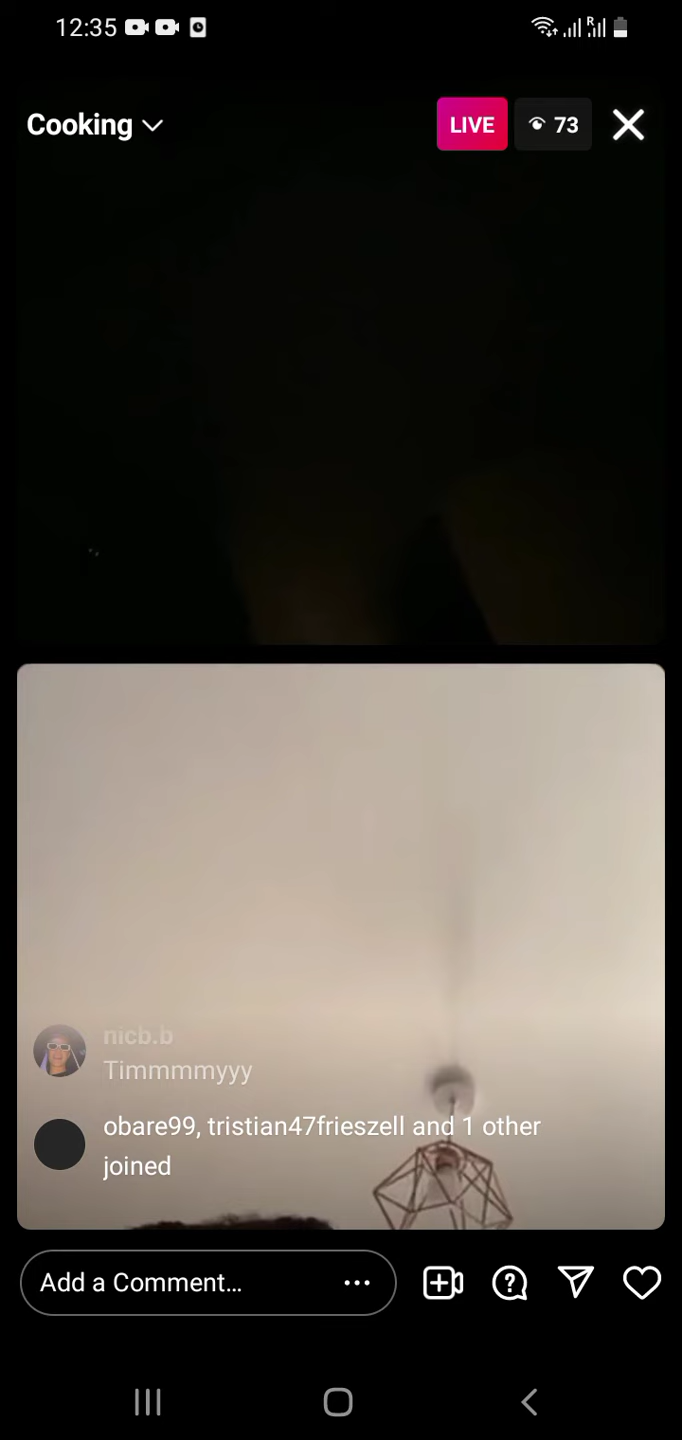 12:35
R
Cooking
LIVE
73
nicb.b
Timmmmyyy
obare99, tristian47frieszell and 1 other
joined
Add a Comment...